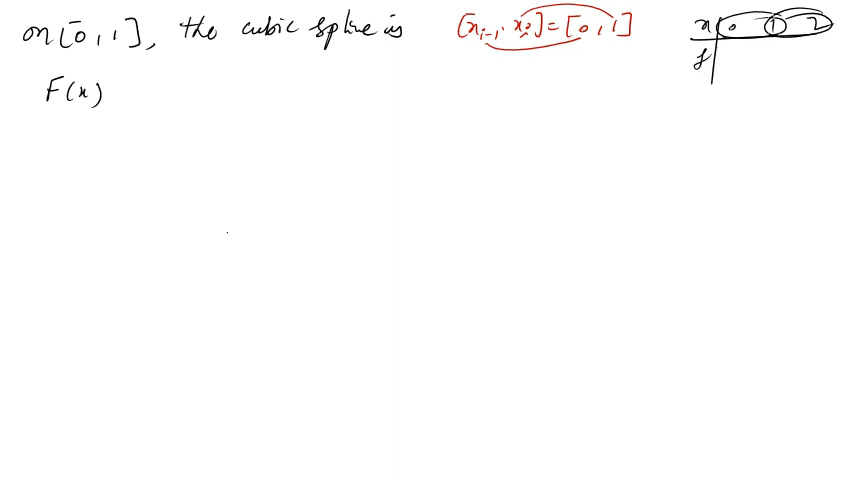 on [0, 1], the cubic spline is [x_{i-1}, x_i] = [0, 1]
x 0 1 2
f
F(x)